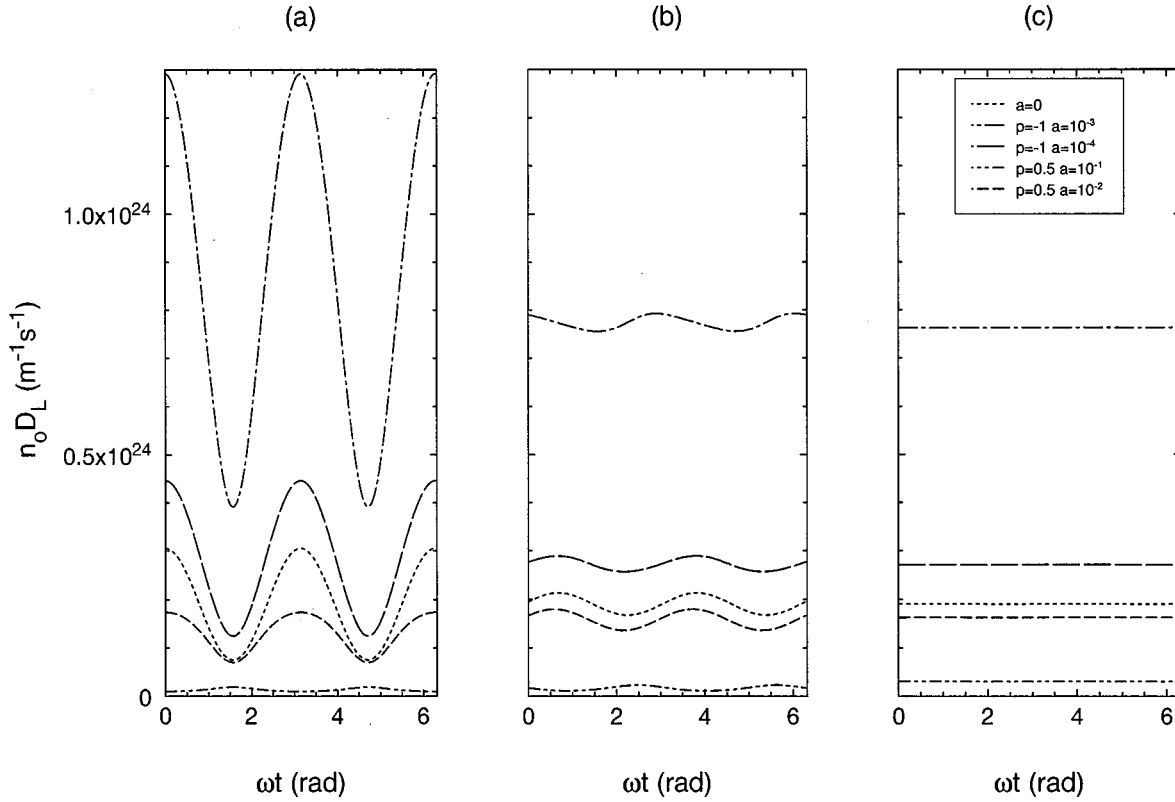 (a)
(b)
(c)
a=0
p=-1 a=10⁻³
p=-1 a=10⁻⁴
p=0.5 a=10⁻¹
p=0.5 a=10⁻²
n₀D_L (m⁻¹s⁻¹)
1.0x10²⁴
0.5x10²⁴
0
0 2 4 6
0 2 4 6
0 2 4 6
ωt (rad)
ωt (rad)
ωt (rad)